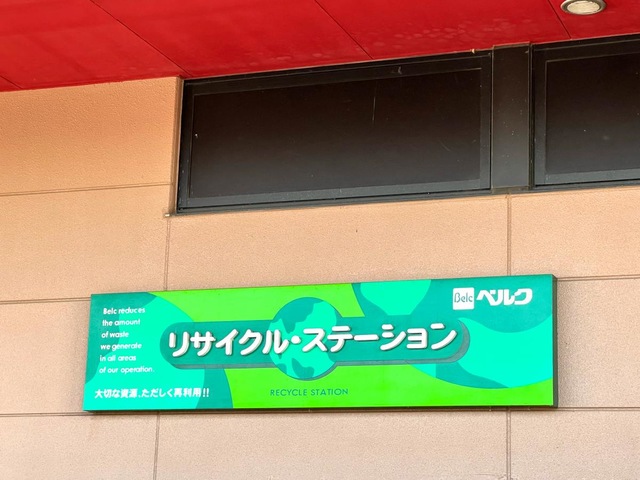 Belc reduces
the amount
of waste
we generate
in all areas
of our operation.
大切な資源、ただしく再利用!!
リサイクル・ステーション
RECYCLE STATION
Belc ベルク